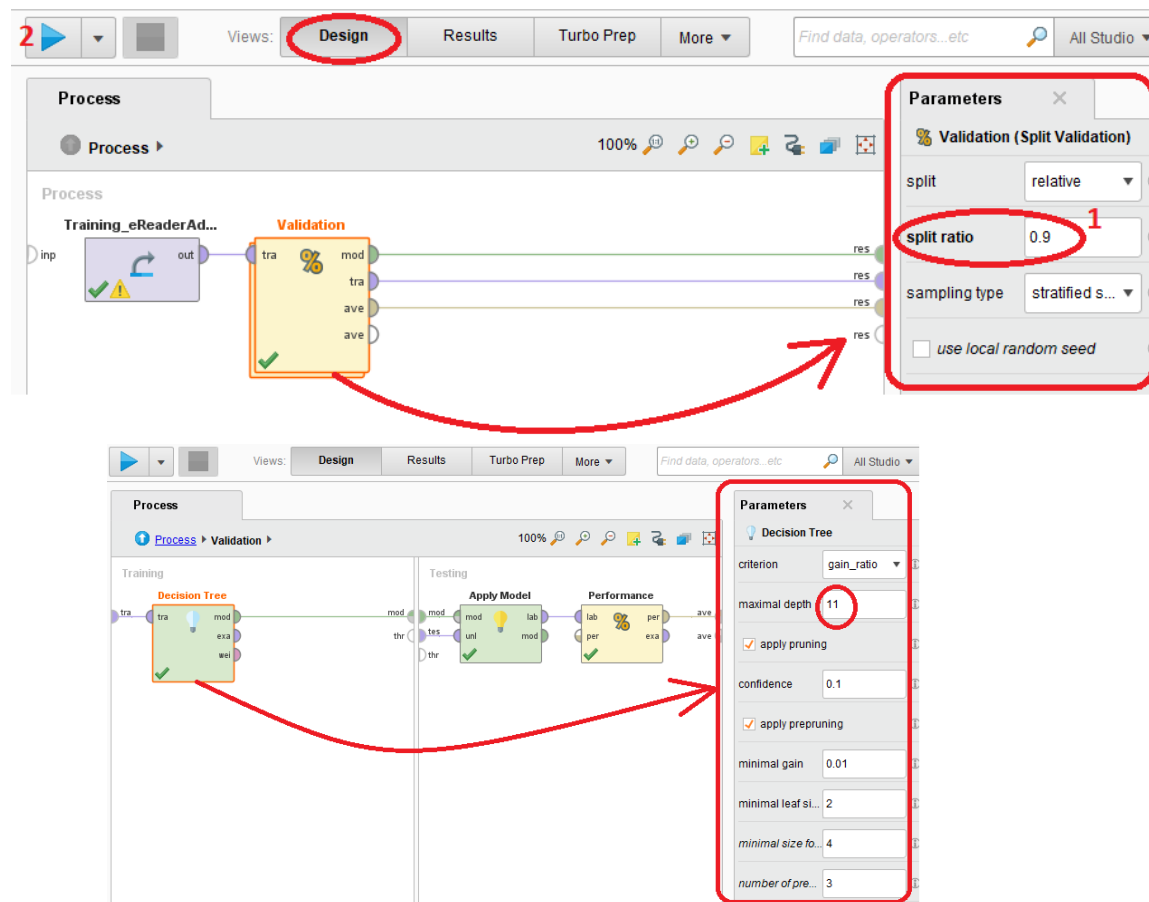 2 Views: Design Results Turbo Prep More Find data, operators...etc All Studio
Process
Process
100%
Process
Training_eReaderAd...
Validation
inp
out
tra mod
tra
ave
ave
res
res
res
res
Parameters
Validation (Split Validation)
split relative
split ratio 0.9 1
sampling type stratified s...
use local random seed
Views: Design Results Turbo Prep More Find data, operators...etc All Studio
Process
Process Validation
100%
Training
Decision Tree
tra
tra mod
exa
wei
mod
thr
Testing
Apply Model
Performance
mod
tes
thr
mod lab
unl mod
lab per
per exa
ave
ave
Parameters
Decision Tree
criterion gain_ratio
maximal depth 11
apply pruning
confidence 0.1
apply prepruning
minimal gain 0.01
minimal leaf si... 2
minimal size fo... 4
number of pre... 3